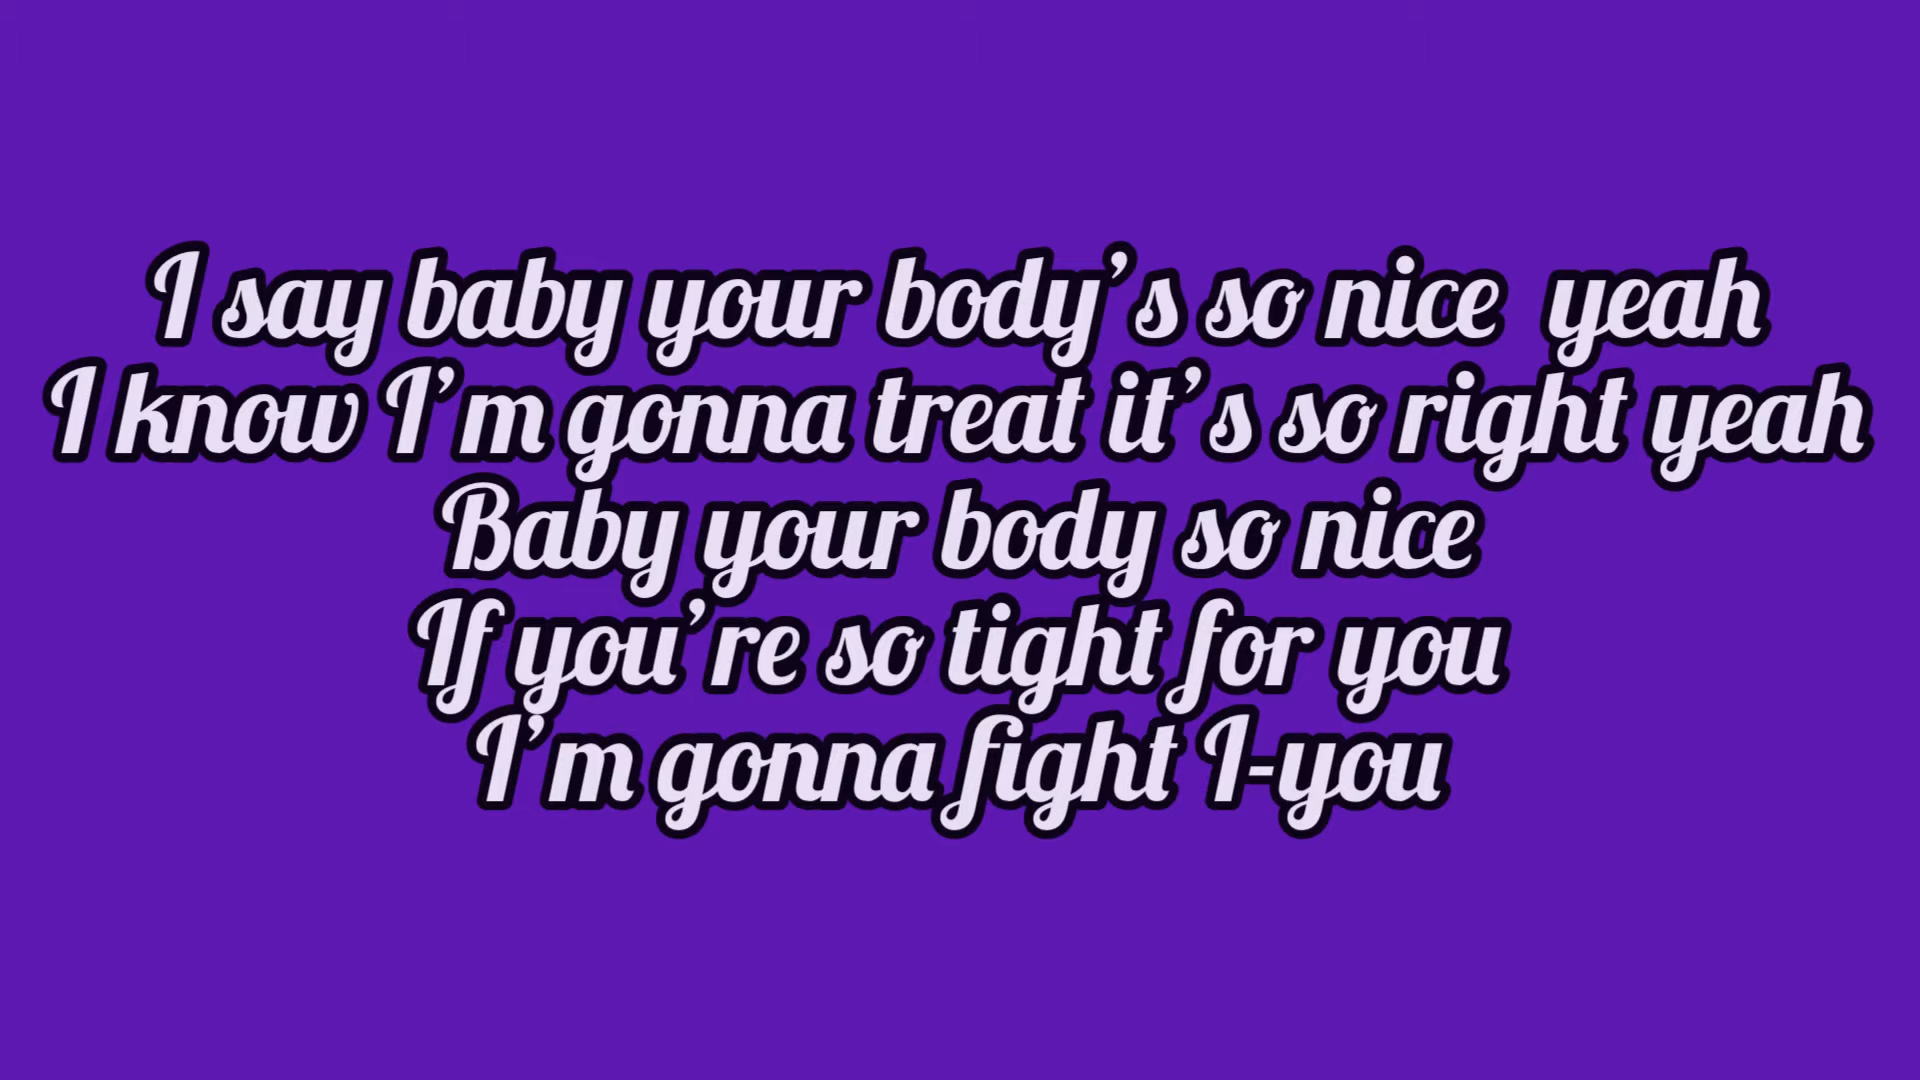 I say baby your body's so nice  yeah
I know I'm gonna treat it's so right yeah
Baby your body so nice
If you're so tight for you
I'm gonna fight I-you